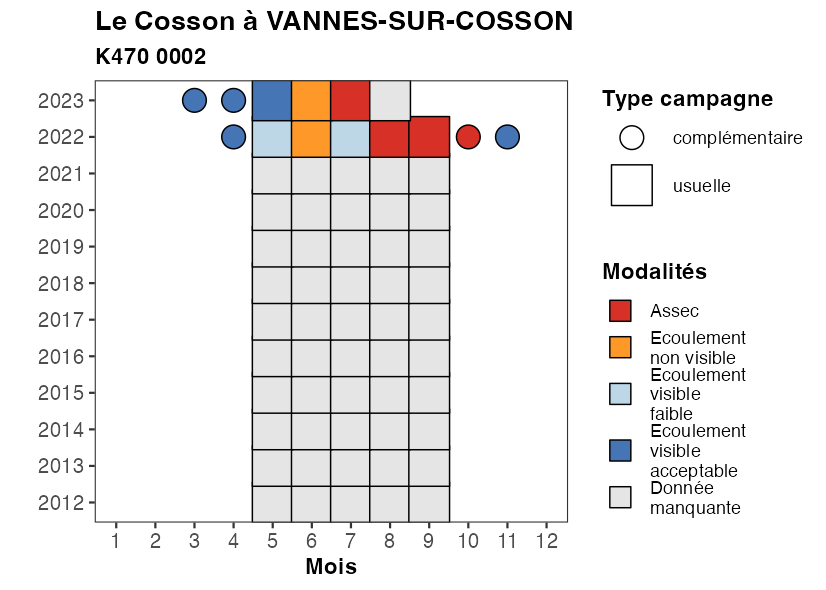 Le Cosson à VANNES-SUR-COSSON
K470 0002
2023
2022
2021
2020
2019
2018
2017
2016
2015
2014
2013
2012
1 2 3 4 5 6 7 8 9 10 11 12
Mois
Type campagne
complémentaire
usuelle
Modalités
Assec
Ecoulement
non visible
Ecoulement
visible
faible
Ecoulement
visible
acceptable
Donnée
manquante